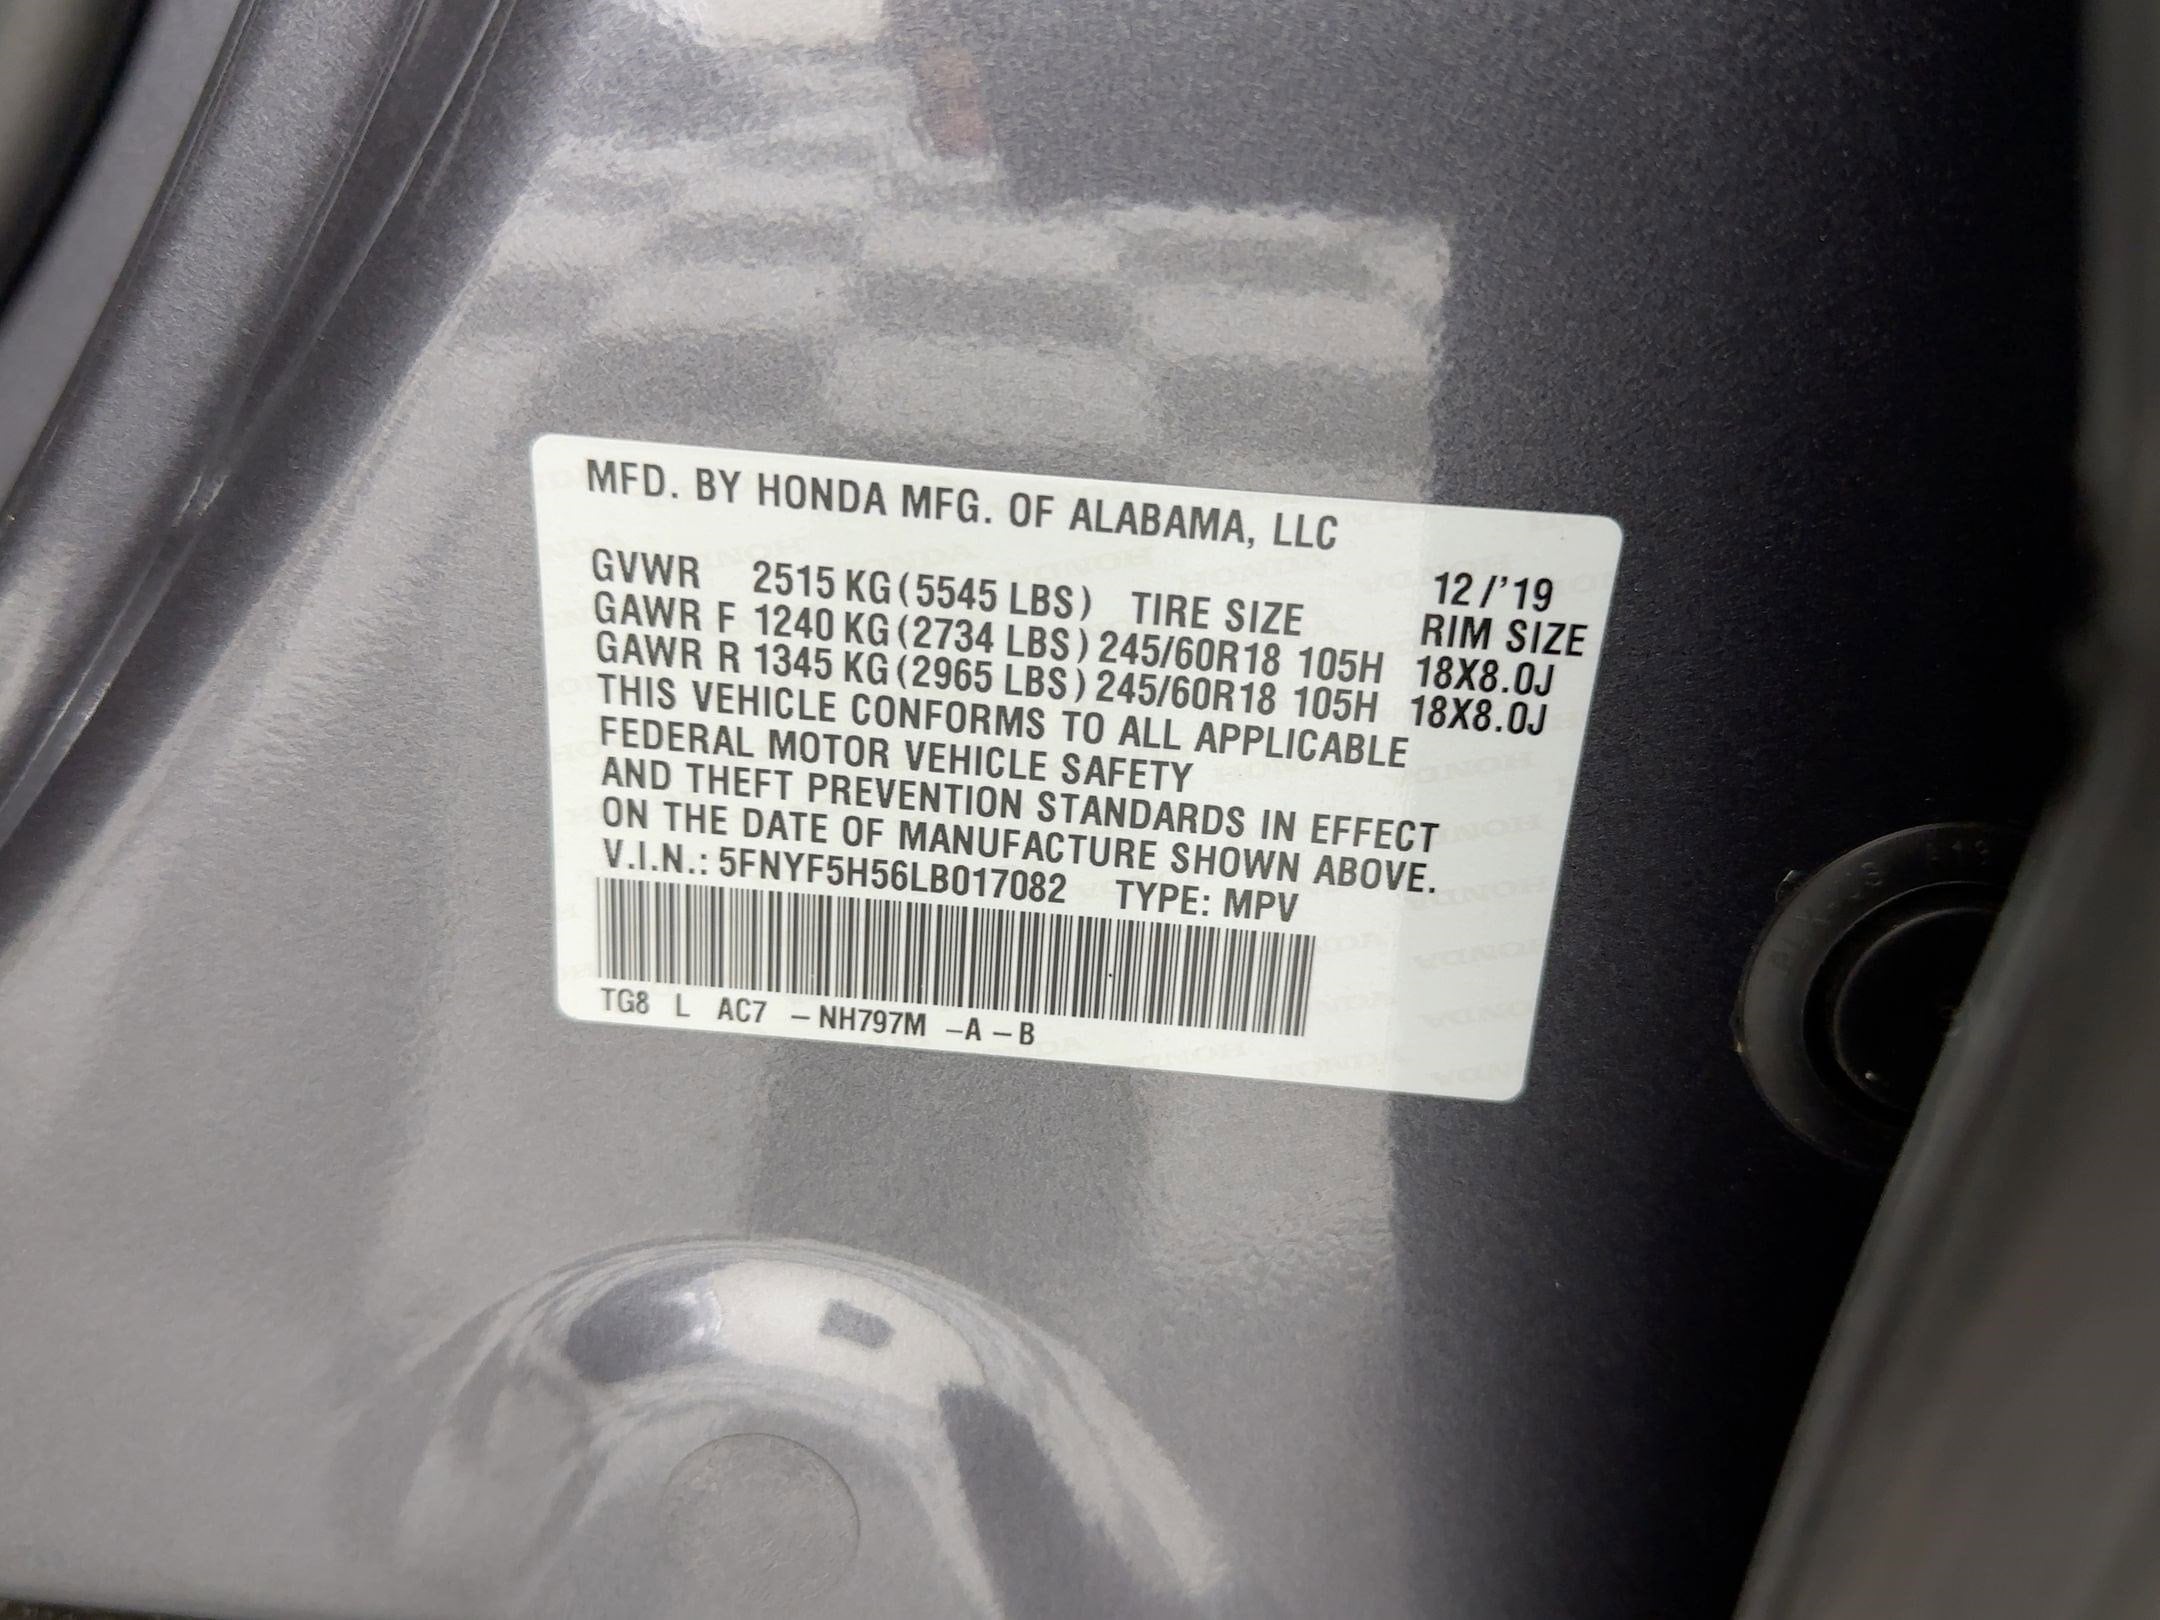 MFD. BY HONDA MFG. OF ALABAMA, LLC
12/'19
GVWR 2515 KG (5545 LBS) TIRE SIZE RIM SIZE
GAWR F 1240 KG (2734 LBS) 245/60R18 105H 18X8.0J
GAWR R 1345 KG (2965 LBS) 245/60R18 105H 18X8.0J
THIS VEHICLE CONFORMS TO ALL APPLICABLE
FEDERAL MOTOR VEHICLE SAFETY
AND THEFT PREVENTION STANDARDS IN EFFECT
ON THE DATE OF MANUFACTURE SHOWN ABOVE.
V.I.N.: 5FNYF5H56LB017082 TYPE: MPV
TG8 L AC7 –NH797M –A –B